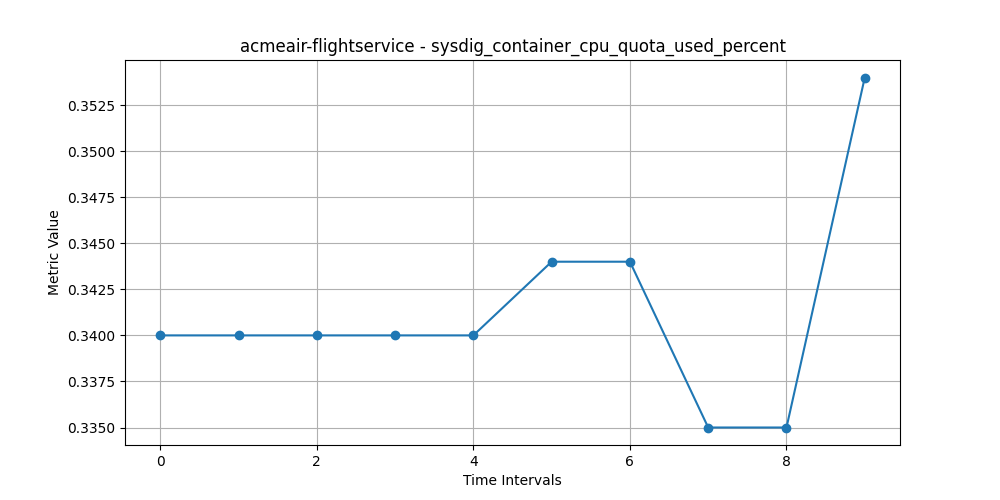 acmeair-flightservice - sysdig_container_cpu_quota_used_percent
Metric Value
0.3525
0.3500
0.3475
0.3450
0.3425
0.3400
0.3375
0.3350
0 2 4 6 8
Time Intervals